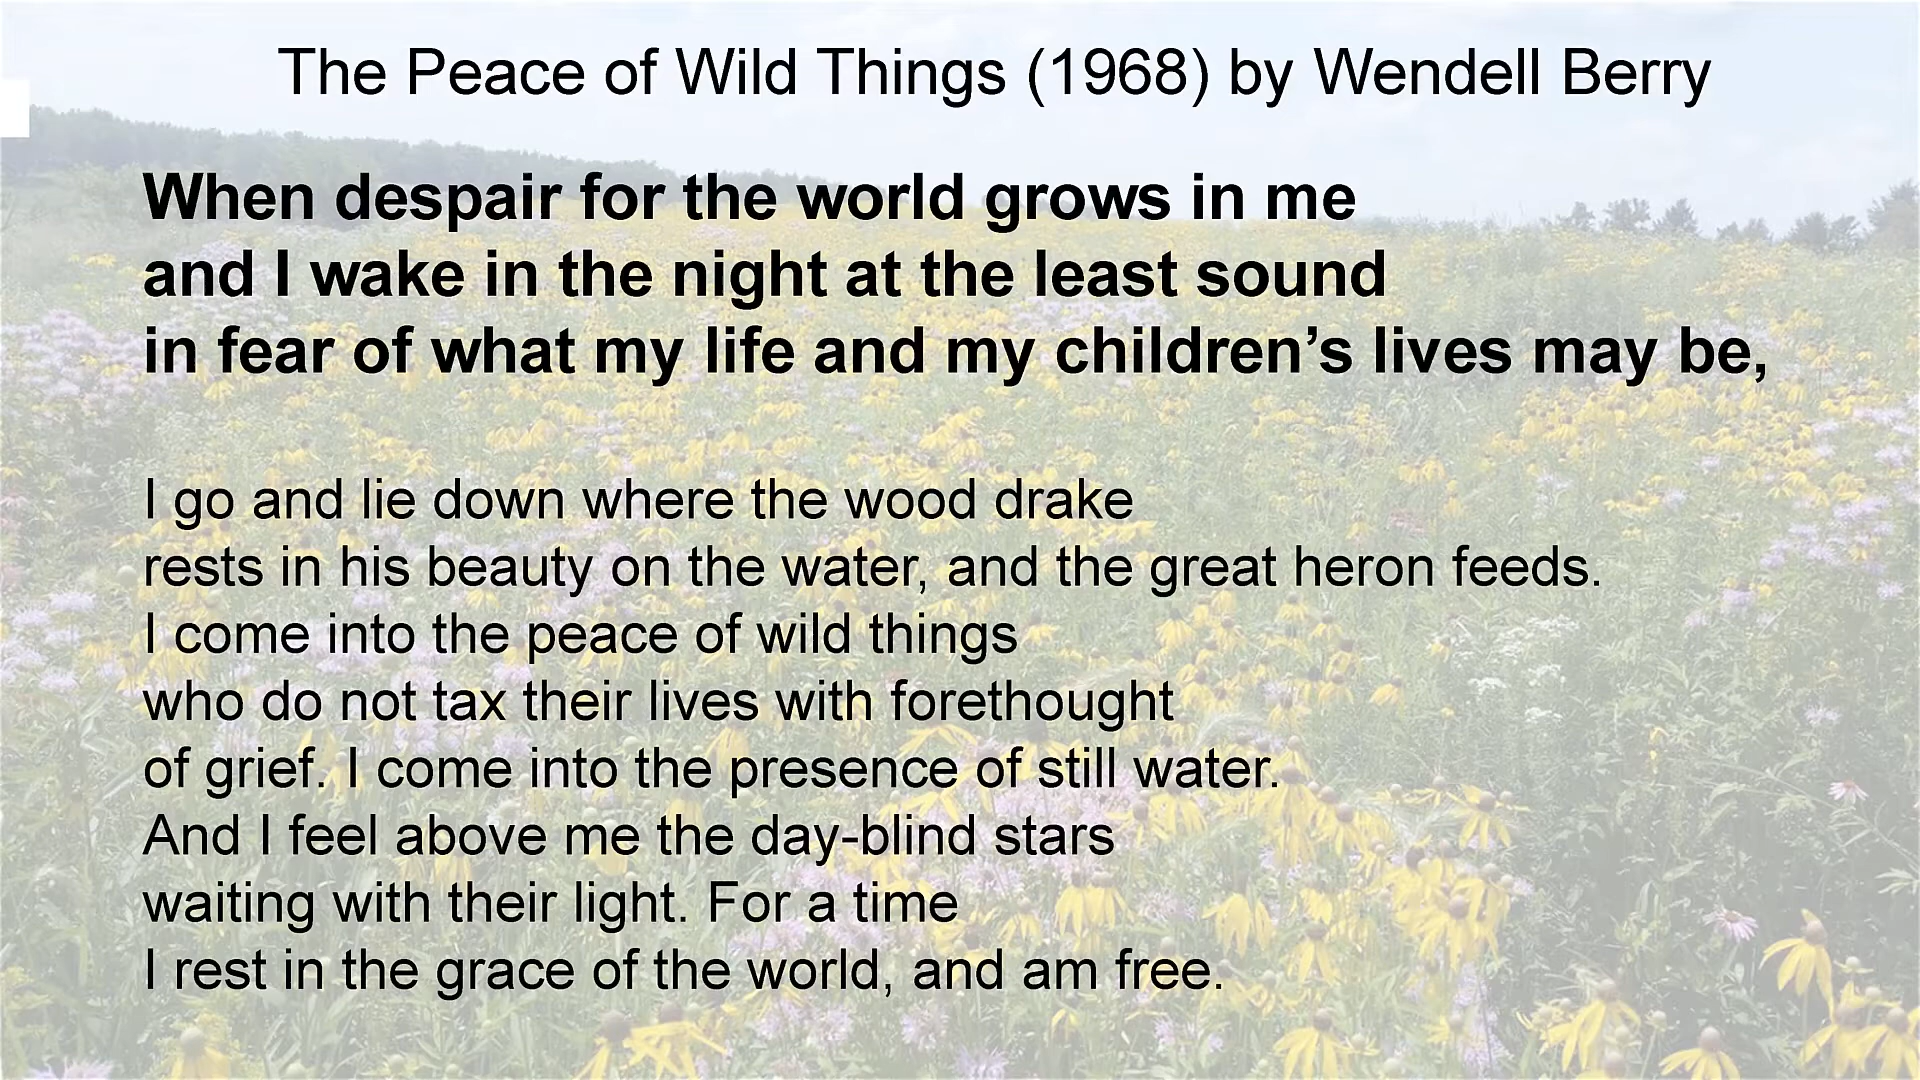 The Peace of Wild Things (1968) by Wendell Berry
When despair for the world grows in me
and I wake in the night at the least sound
in fear of what my life and my children’s lives may be,
I go and lie down where the wood drake
rests in his beauty on the water, and the great heron feeds.
I come into the peace of wild things
who do not tax their lives with forethought
of grief. I come into the presence of still water.
And I feel above me the day-blind stars
waiting with their light. For a time
I rest in the grace of the world, and am free.